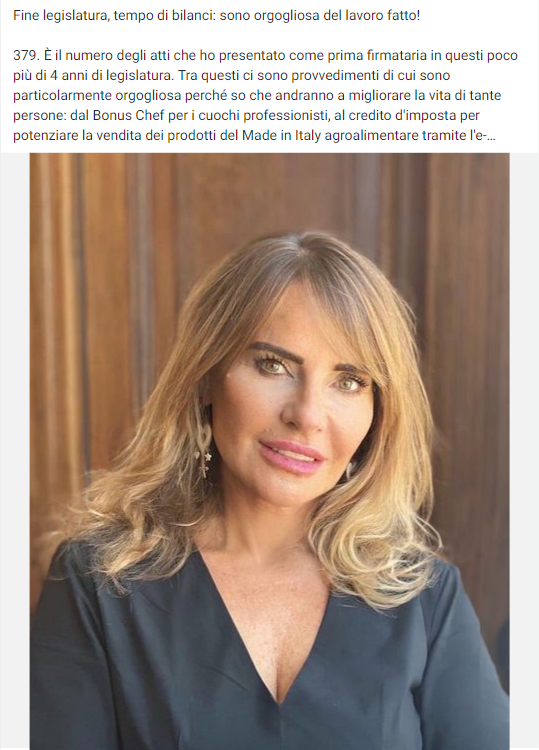 Fine legislatura, tempo di bilanci: sono orgogliosa del lavoro fatto!
379. È il numero degli atti che ho presentato come prima firmataria in questi poco
più di 4 anni di legislatura. Tra questi ci sono provvedimenti di cui sono
particolarmente orgogliosa perché so che andranno a migliorare la vita di tante
persone: dal Bonus Chef per i cuochi professionisti, al credito d'imposta per
potenziare la vendita dei prodotti del Made in Italy agroalimentare tramite l'e-...